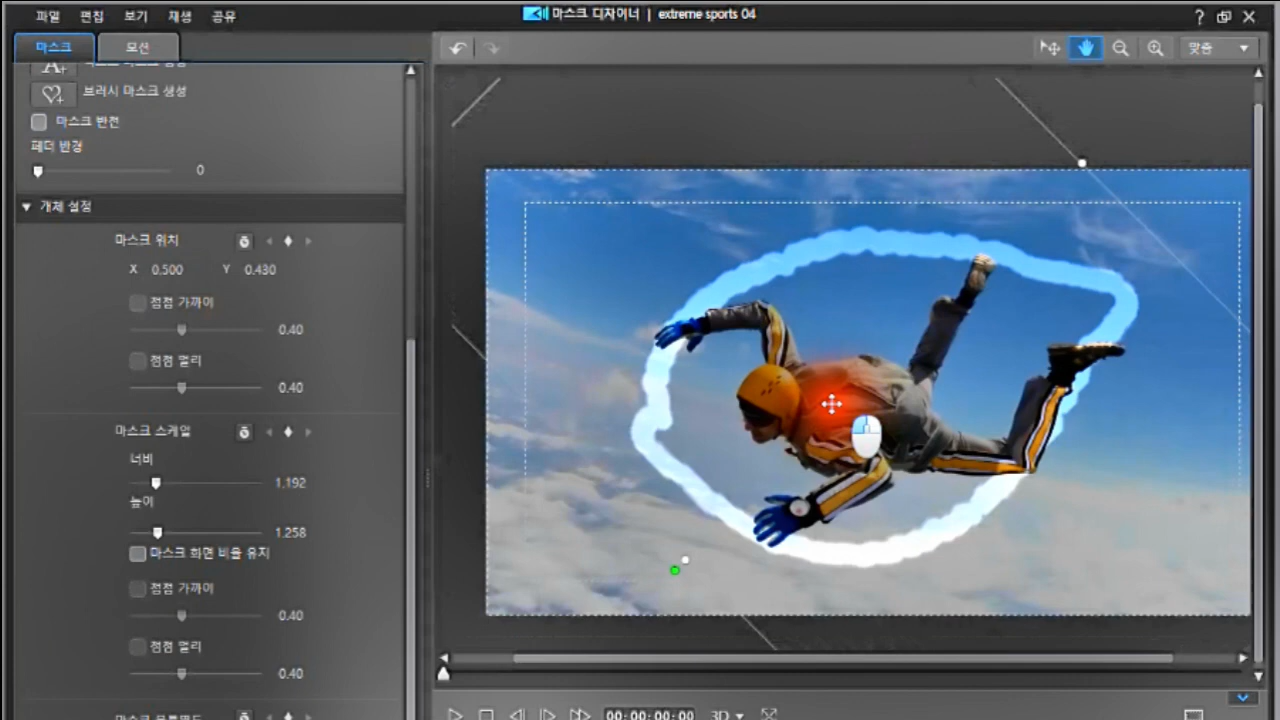 파일 편집 보기 재생 공유
마스크 디자이너 | extreme sports 04
마스크 모션
맞춤
브러시 마스크 생성
마스크 반전
페더 반경
0
개체 설정
마스크 위치
X 0.500 Y 0.430
점점 가까이
0.40
점점 멀리
0.40
마스크 스케일
너비
1.192
높이
1.258
마스크 화면 비율 유지
점점 가까이
0.40
점점 멀리
0.40
00:00:00:00 3D